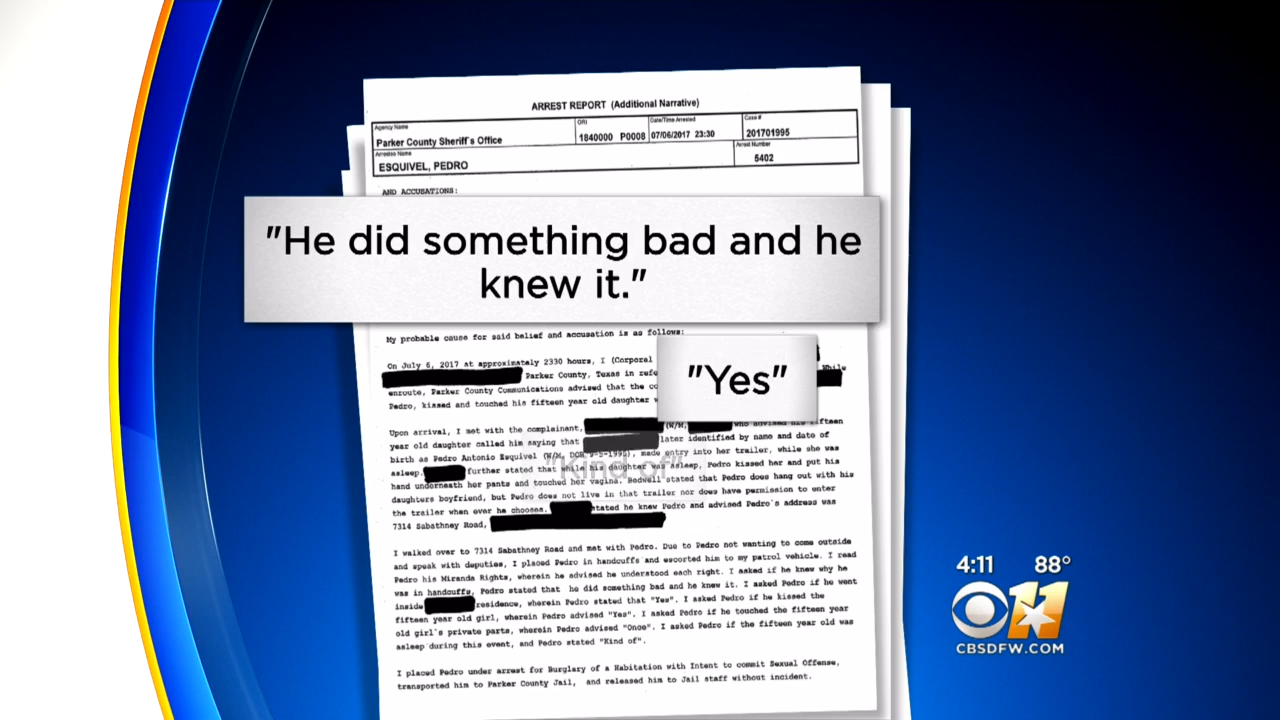 ARREST REPORT (Additional Narrative)
Agency Name
Parker County Sheriff's Office
ORI
1840000 P0008
Date/Time Arrested
07/06/2017 23:30
Case #
201701995
Arrestee Name
ESQUIVEL, PEDRO
Arrest Number
5402
AND ACCUSATIONS:
"He did something bad and he
knew it."
My probable cause for said belief and accusation is as follows:
On July 6, 2017 at approximately 2330 hours, I (Corporal
Parker County, Texas in refe While
enroute, Parker County Communications advised that the co
Pedro, kissed and touched his fifteen year old daughter
"Yes"
Upon arrival, I met with the complainant, (W/M, who advised his fifteen
year old daughter called him saying that later identified by name and date of
birth as Pedro Antonio Esquivel (W/M, DOB 9-5-1995), made entry into her trailer, while she was
asleep. further stated that while his daughter asleep, Pedro kissed her and put his
"Kind of"
hand underneath her pants and touched her vagina. Bedwell stated that Pedro does hang out with his
daughters boyfriend, but Pedro does not live in that trailer nor does have permission to enter
the trailer when ever he chooses. stated he knew Pedro and advised Pedro's address was
7314 Sabathney Road,
I walked over to 7314 Sabathney Road and met with Pedro. Due to Pedro not wanting to come outside
and speak with deputies, I placed Pedro in handcuffs and escorted him to my patrol vehicle. I read
Pedro his Miranda Rights, wherein he advised he understood each right. I asked if he knew why he
was in handcuffs, Pedro stated that he did something bad and he knew it. I asked Pedro if he went
inside residence, wherein Pedro stated that "Yes". I asked Pedro if he kissed the
fifteen year old girl, wherein Pedro advised "Yes". I asked Pedro if he touched the fifteen year
old girl's private parts, wherein Pedro advised "Once". I asked Pedro if the fifteen year old was
asleep during this event, and Pedro stated "Kind of".
I placed Pedro under arrest for Burglary of a Habitation with Intent to commit Sexual Offense,
transported him to Parker County Jail, and released him to Jail staff without incident.
4:11 88°
11
CBSDFW.COM